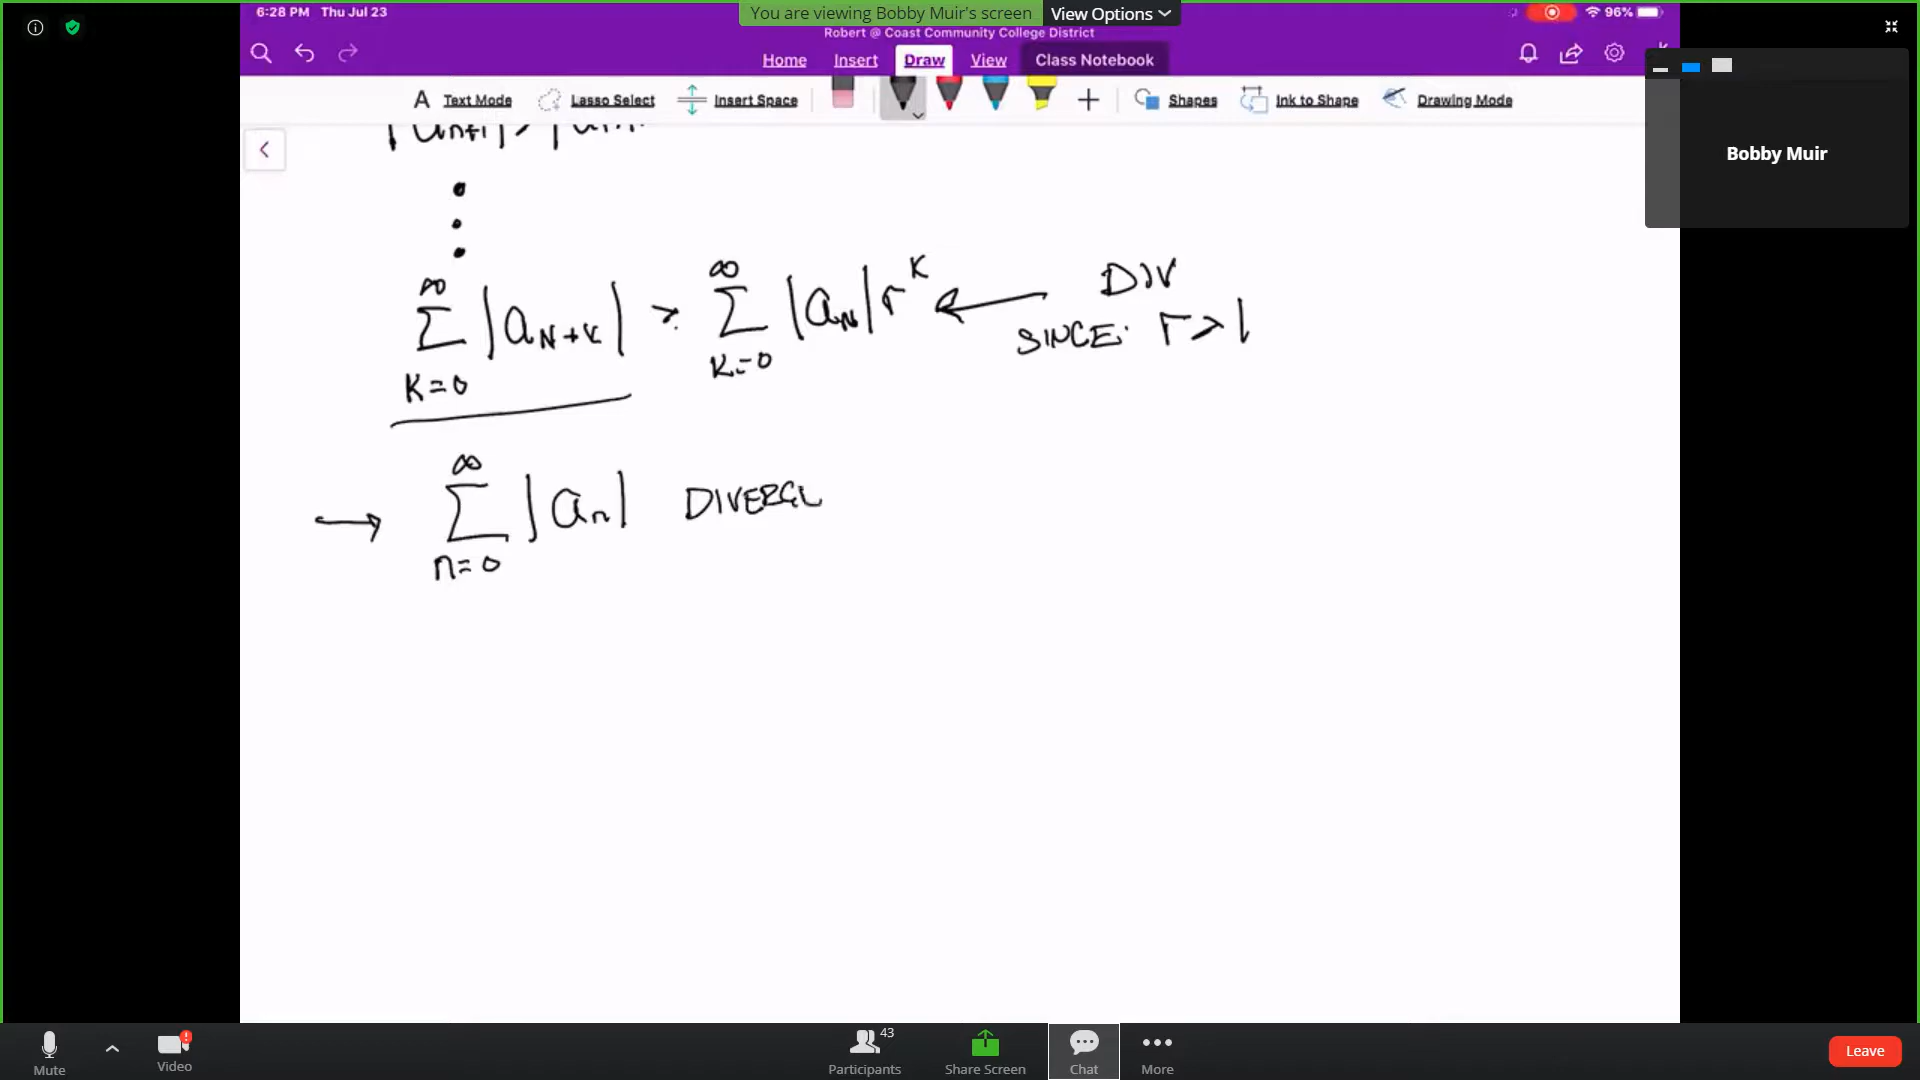 6:28 PM Thu Jul 23
You are viewing Bobby Muir's screen
View Options
96%
Robert @ Coast Community College District
Home Insert Draw View Class Notebook
A Text Mode Lasso Select Insert Space Shapes Ink to Shape Drawing Mode
Bobby Muir
∞ ∑ K=0 |a_{N+K}| > ∞ ∑ K=0 |a_N| r^K ← DIV
SINCE: r > 1
→ ∞ ∑ n=0 |a_n| DIVERGE
Mute
Video
43
Participants
Share Screen
Chat
More
Leave